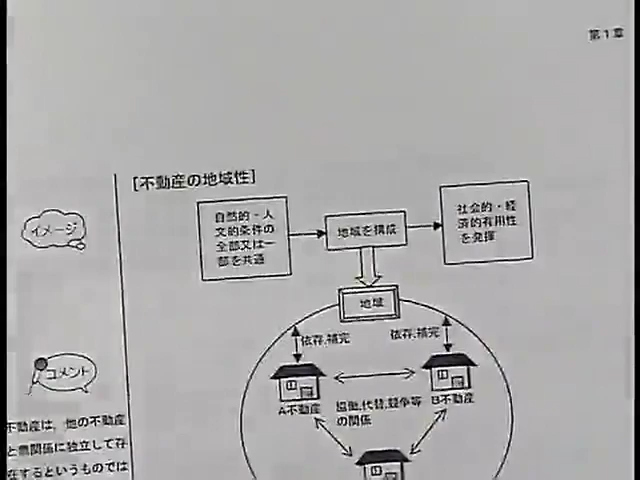 第1章
[不動産の地域性]
イメージ
自然的・人
文的条件の
全部又は一
部を共通
地域を構成
社会的・経
済的有用性
を発揮
地域
依存,補完
依存,補完
コメント
A不動産
協働,代替,競争等
の関係
B不動産
不動産は、他の不動産
と無関係に独立して存
在するというものでは